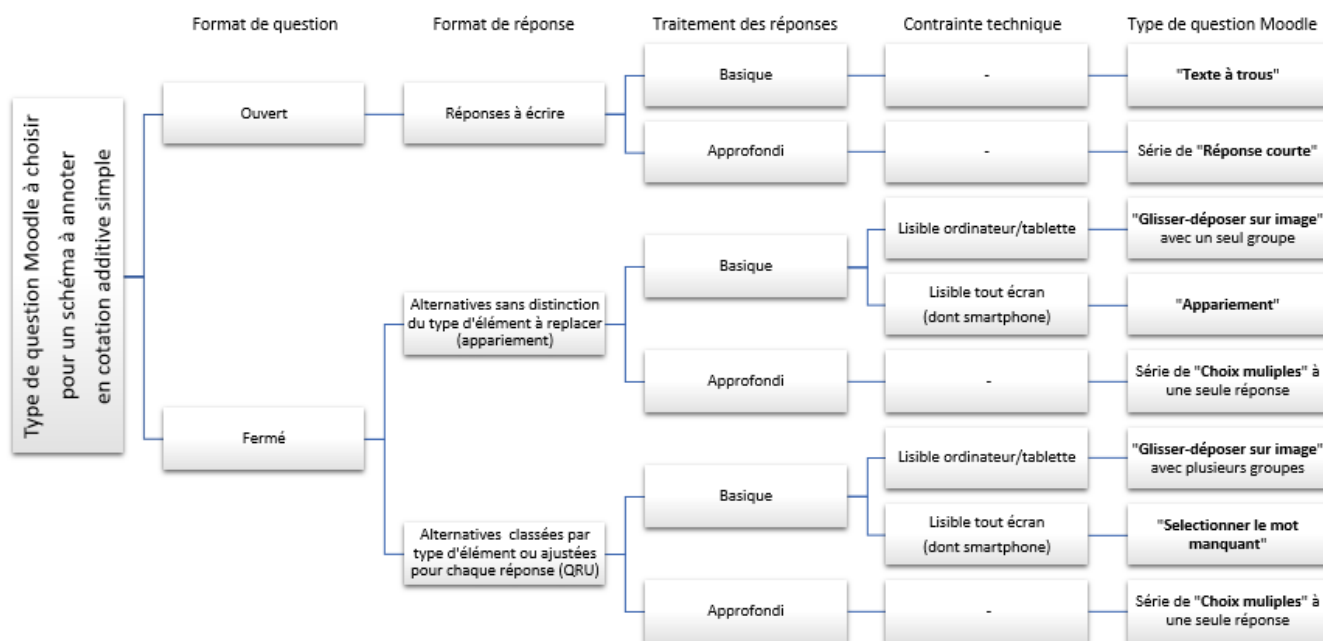 Format de question
Format de réponse
Traitement des réponses
Contrainte technique
Type de question Moodle
Type de question Moodle à choisir
pour un schéma à annoter
en cotation additive simple
Ouvert
Réponses à écrire
Basique
-
"Texte à trous"
Approfondi
-
Série de "Réponse courte"
Fermé
Alternatives sans distinction
du type d'élément à replacer
(appariement)
Basique
Lisible ordinateur/tablette
"Glisser-déposer sur image"
avec un seul groupe
Lisible tout écran
(dont smartphone)
"Appariement"
Approfondi
-
Série de "Choix muliples" à
une seule réponse
Alternatives classées par
type d'élément ou ajustées
pour chaque réponse (QRU)
Basique
Lisible ordinateur/tablette
"Glisser-déposer sur image"
avec plusieurs groupes
Lisible tout écran
(dont smartphone)
"Selectionner le mot
manquant"
Approfondi
-
Série de "Choix muliples" à
une seule réponse